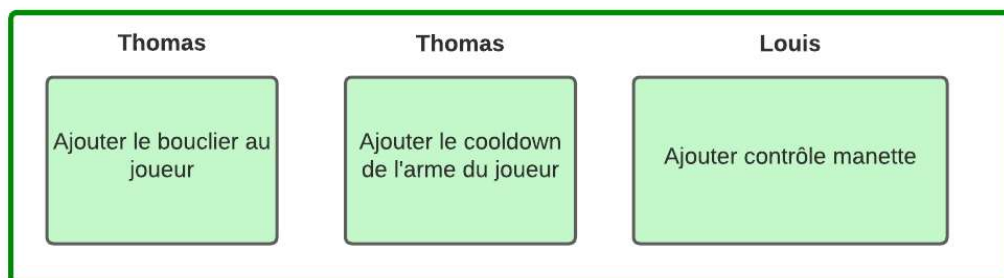 Thomas
Thomas
Louis
Ajouter le bouclier au
joueur
Ajouter le cooldown
de l'arme du joueur
Ajouter contrôle manette